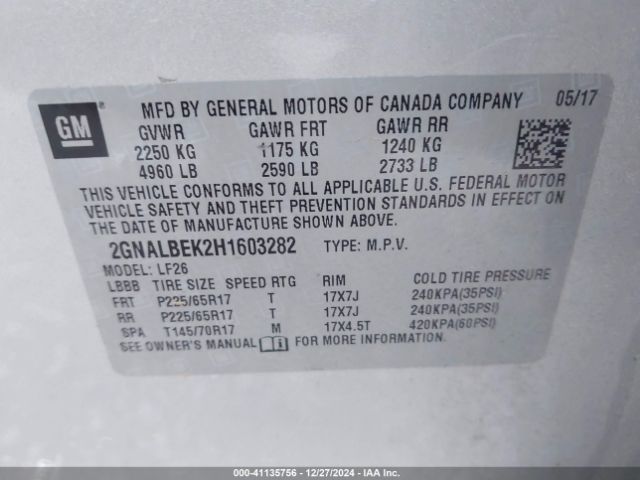 GM
MFD BY GENERAL MOTORS OF CANADA COMPANY 05/17
GVWR GAWR FRT GAWR RR
2250 KG 1175 KG 1240 KG
4960 LB 2590 LB 2733 LB
THIS VEHICLE CONFORMS TO ALL APPLICABLE U.S. FEDERAL MOTOR
VEHICLE SAFETY AND THEFT PREVENTION STANDARDS IN EFFECT ON
THE DATE OF MANUFACTURE SHOWN ABOVE.
2GNALBEK2H1603282 TYPE: M.P.V.
MODEL: LF26
LBBB TIRE SIZE SPEED RTG RIM COLD TIRE PRESSURE
FRT P225/65R17 T 17X7J 240KPA(35PSI)
RR P225/65R17 T 17X7J 240KPA(35PSI)
SPA T145/70R17 M 17X4.5T 420KPA(60PSI)
SEE OWNER'S MANUAL FOR MORE INFORMATION.
000-41135756 - 12/27/2024 - IAA Inc.